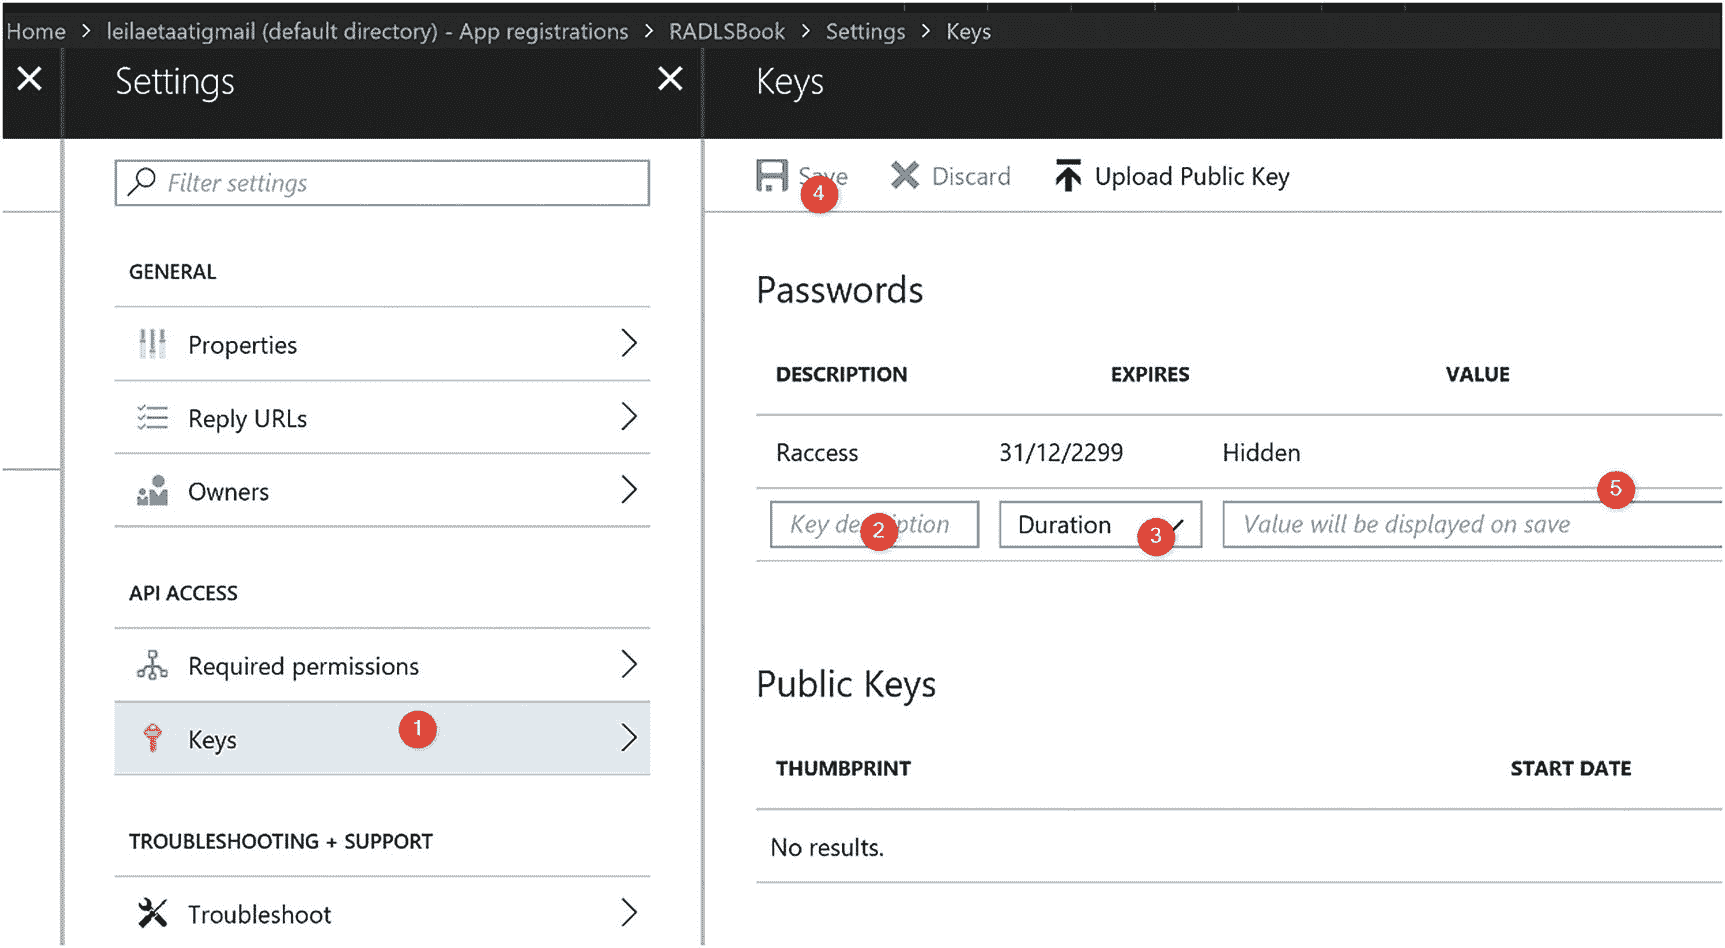 Home > leilaetaatigmail (default directory) - App registrations > RADLSBook > Settings > Keys
Settings
Keys
Filter settings
GENERAL
Properties
Reply URLs
Owners
API ACCESS
Required permissions
Keys
1
TROUBLESHOOTING + SUPPORT
Troubleshoot
Save
4
Discard
Upload Public Key
Passwords
DESCRIPTION EXPIRES VALUE
Raccess 31/12/2299 Hidden
5
Key description
2
Duration
3
Value will be displayed on save
Public Keys
THUMBPRINT START DATE
No results.